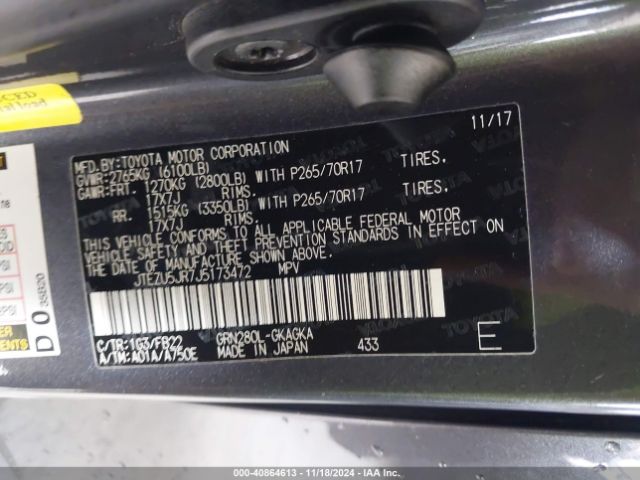 11/17
MFD.BY:TOYOTA MOTOR CORPORATION
GVWR:2765KG (6100LB)
GAWR:FRT. 1270KG (2800LB) WITH P265/70R17 TIRES.
17X7J RIMS.
RR. 1515KG (3350LB) WITH P265/70R17 TIRES.
17X7J RIMS.
THIS VEHICLE CONFORMS TO ALL APPLICABLE FEDERAL MOTOR
VEHICLE SAFETY AND THEFT PREVENTION STANDARDS IN EFFECT ON
THE DATE OF MANUFACTURE SHOWN ABOVE.
JTEZU5JR7J5173472 MPV
C/TR:1G3/FB22 GRN280L-GKAGKA
A/TM:A01A/A750E MADE IN JAPAN 433 E
D0 35B20
000-40864613 - 11/18/2024 - IAA Inc.